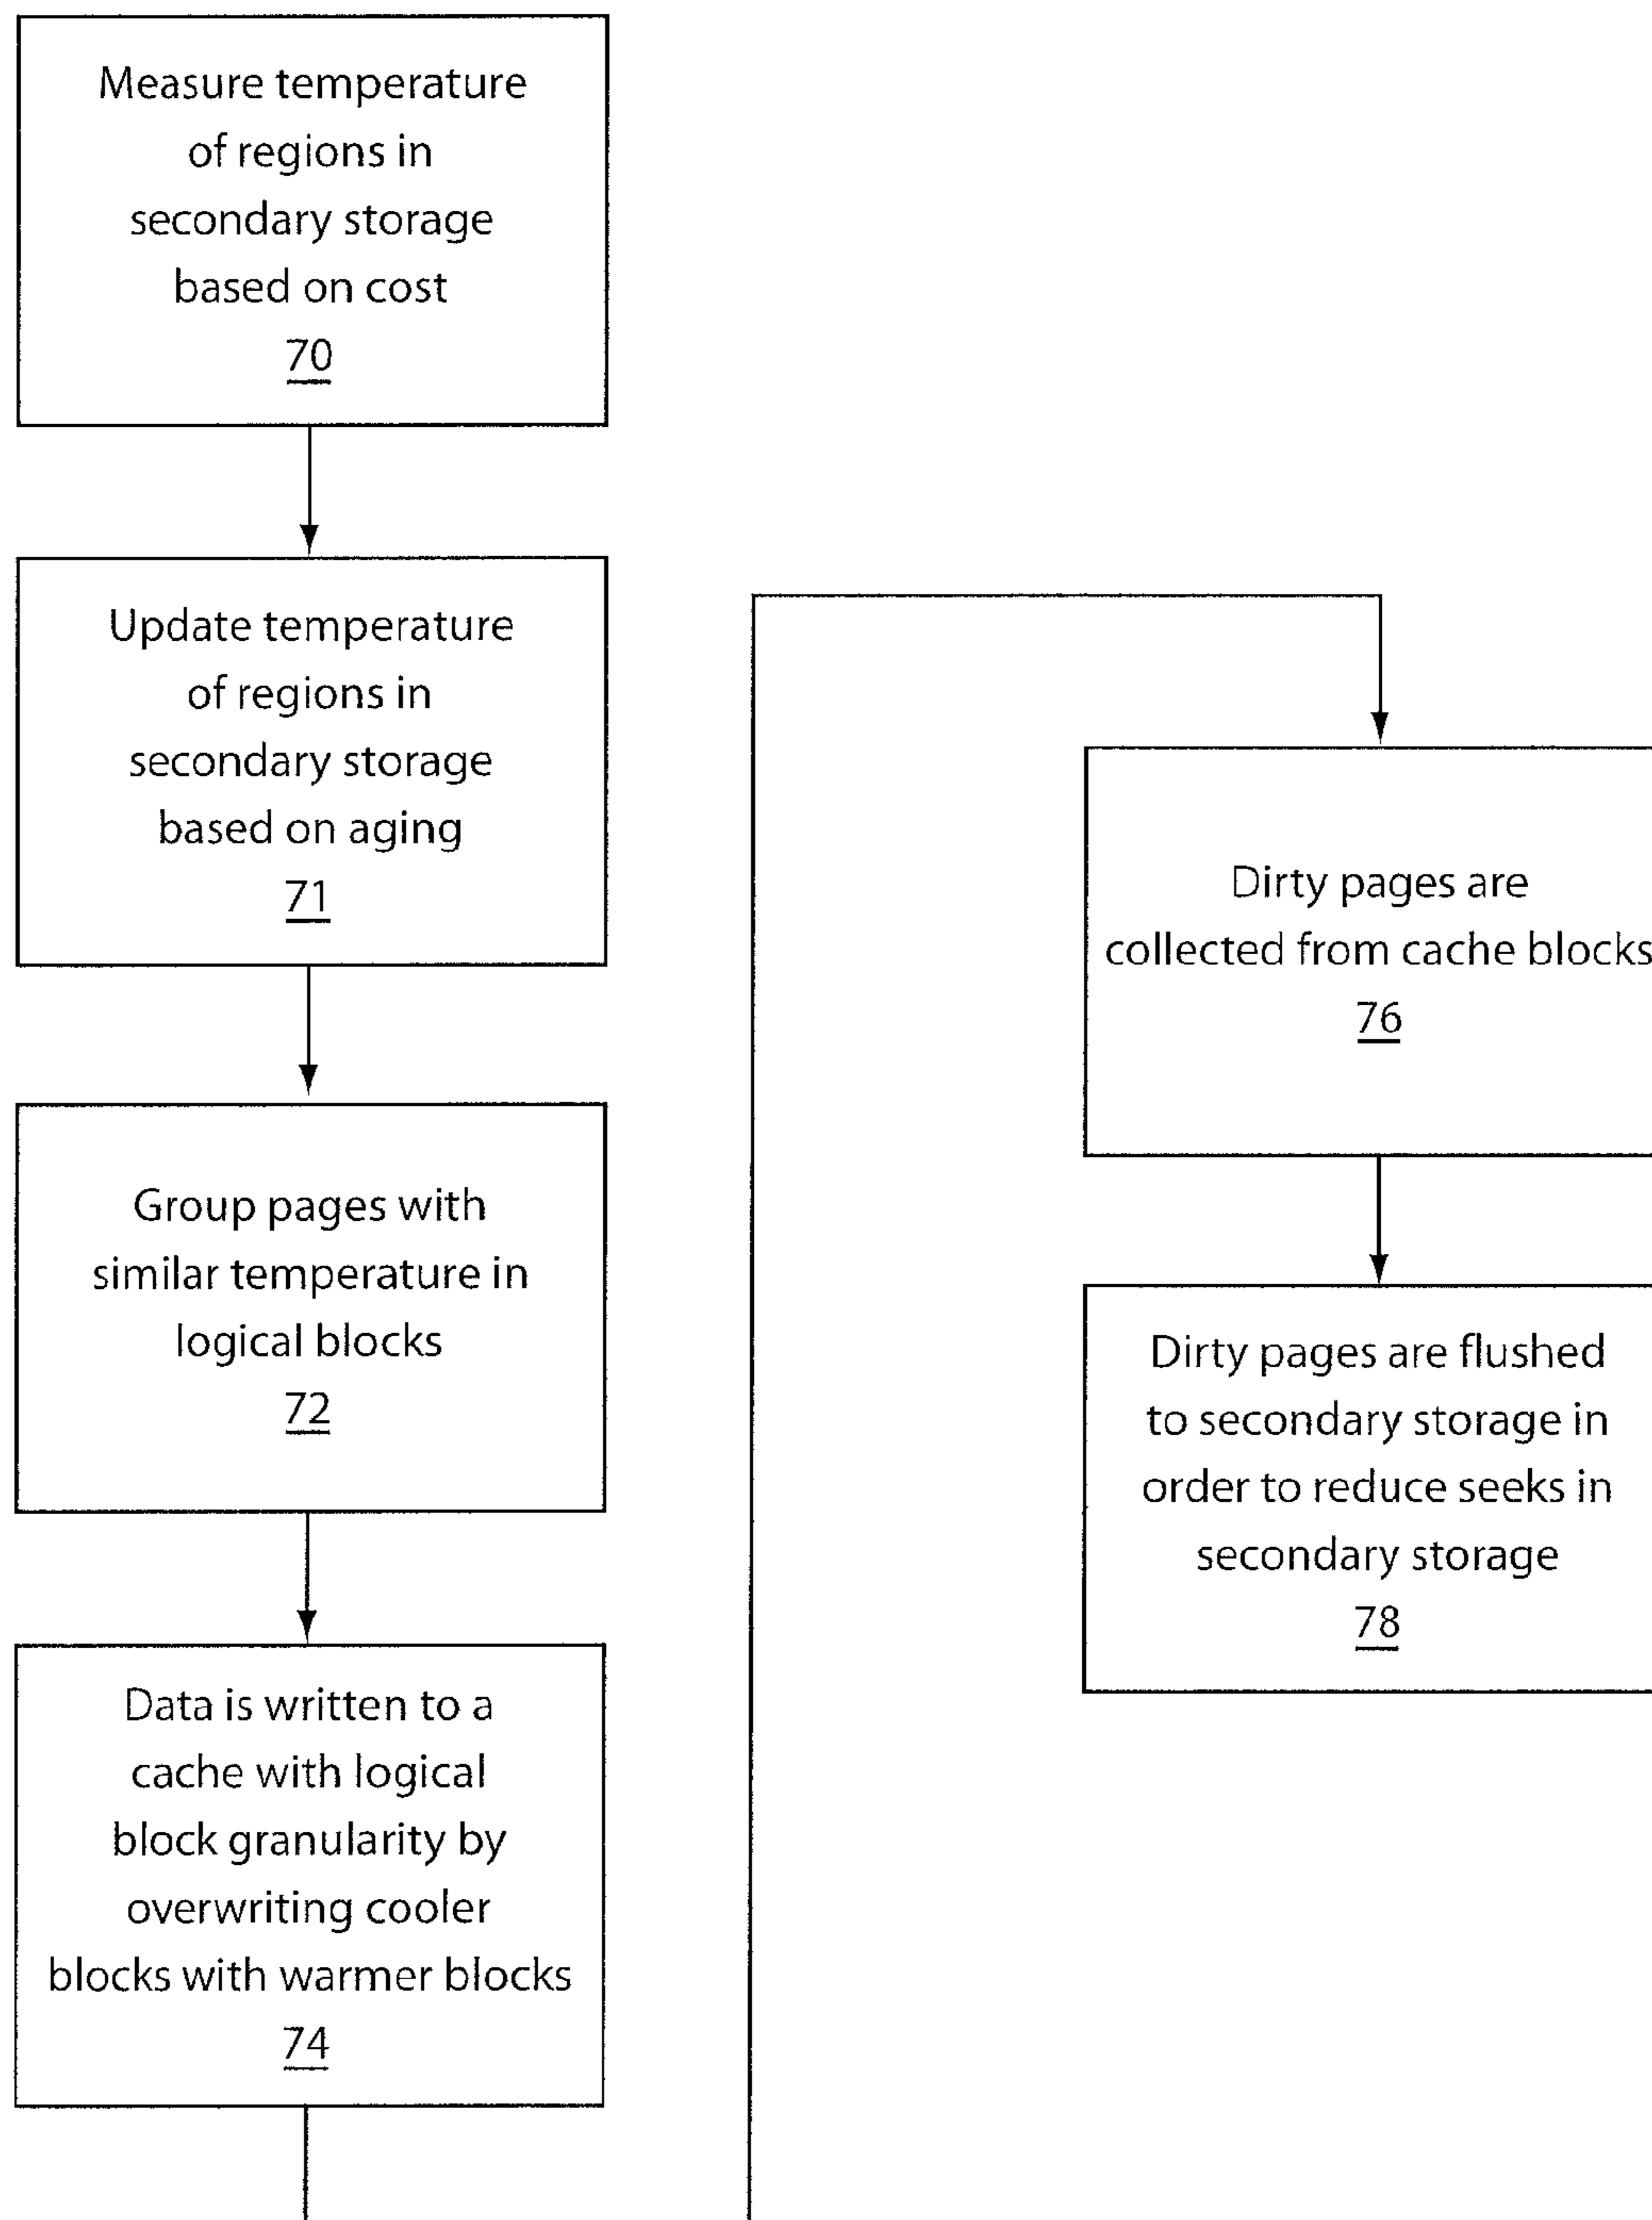 Measure temperature
of regions in
secondary storage
based on cost
70
Update temperature
of regions in
secondary storage
based on aging
71
Group pages with
similar temperature in
logical blocks
72
Data is written to a
cache with logical
block granularity by
overwriting cooler
blocks with warmer blocks
74
Dirty pages are
collected from cache blocks
76
Dirty pages are flushed
to secondary storage in
order to reduce seeks in
secondary storage
78